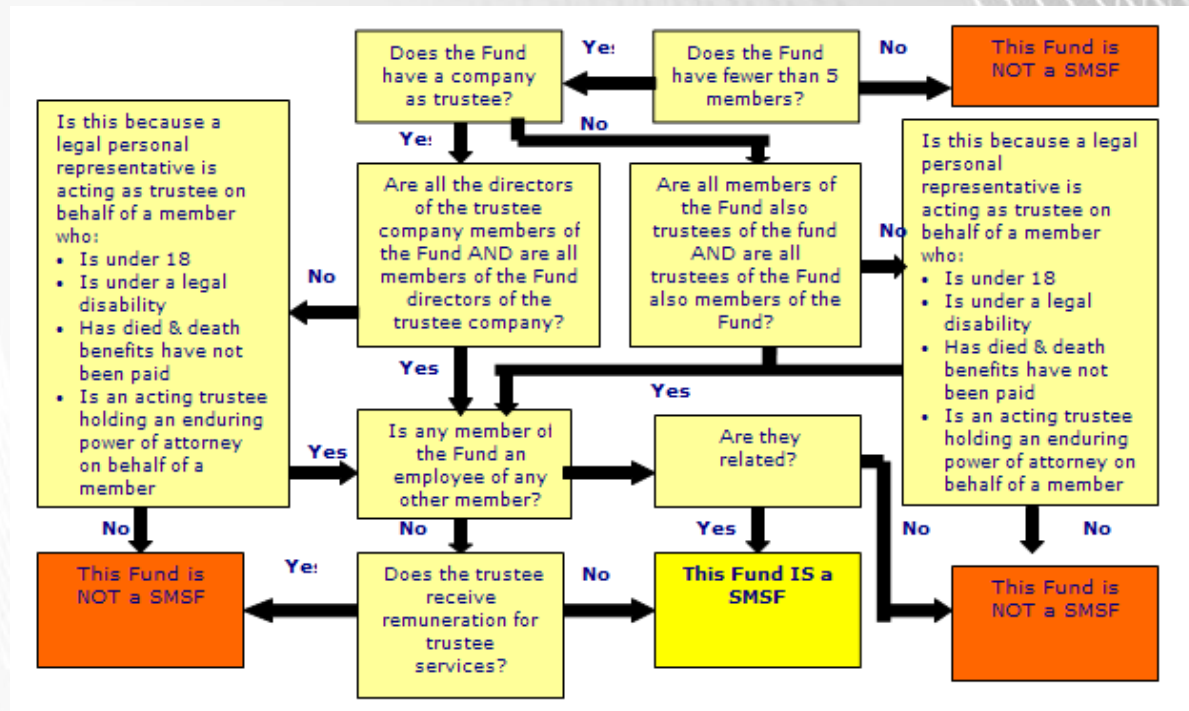 Does the Fund
have a company
as trustee?
Yes
Does the Fund
have fewer than 5
members?
No
This Fund is
NOT a SMSF
Is this because a
legal personal
representative is
acting as trustee on
behalf of a member
who:
• Is under 18
• Is under a legal
disability
• Has died & death
benefits have not
been paid
• Is an acting trustee
holding an enduring
power of attorney
on behalf of a
member
Yes
No
Are all the directors
of the trustee
company members of
the Fund AND are all
members of the Fund
directors of the
trustee company?
No
Are all members of
the Fund also
trustees of the fund
AND are all
trustees of the Fund
also members of the
Fund?
No
Is this because a legal
personal
representative is
acting as trustee on
behalf of a member
who:
• Is under 18
• Is under a legal
disability
• Has died & death
benefits have not
been paid
• Is an acting trustee
holding an enduring
power of attorney on
behalf of a member
Yes
Yes
Yes
Is any member of
the Fund an
employee of any
other member?
Are they
related?
No
No
Yes
No
No
This Fund is
NOT a SMSF
Yes
Does the trustee
receive
remuneration for
trustee
services?
No
This Fund IS a
SMSF
This Fund is
NOT a SMSF